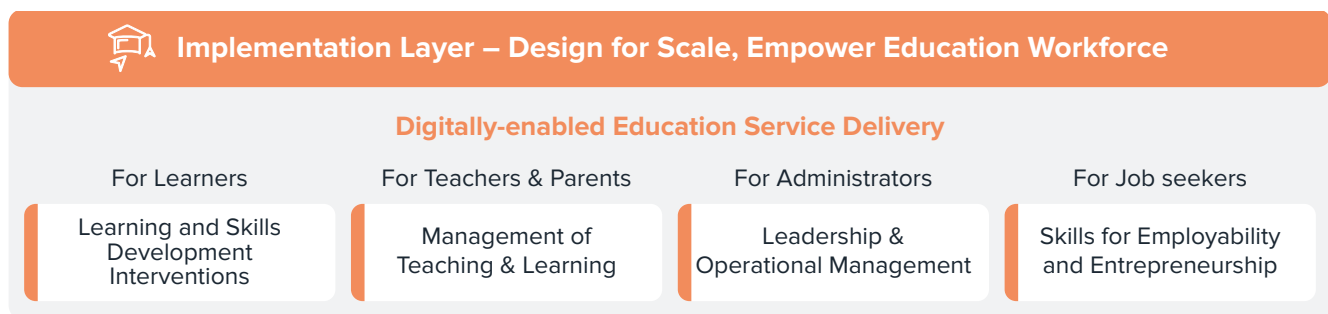 Implementation Layer – Design for Scale, Empower Education Workforce
Digitally-enabled Education Service Delivery
For Learners
Learning and Skills
Development
Interventions
For Teachers & Parents
Management of
Teaching & Learning
For Administrators
Leadership &
Operational Management
For Job seekers
Skills for Employability
and Entrepreneurship